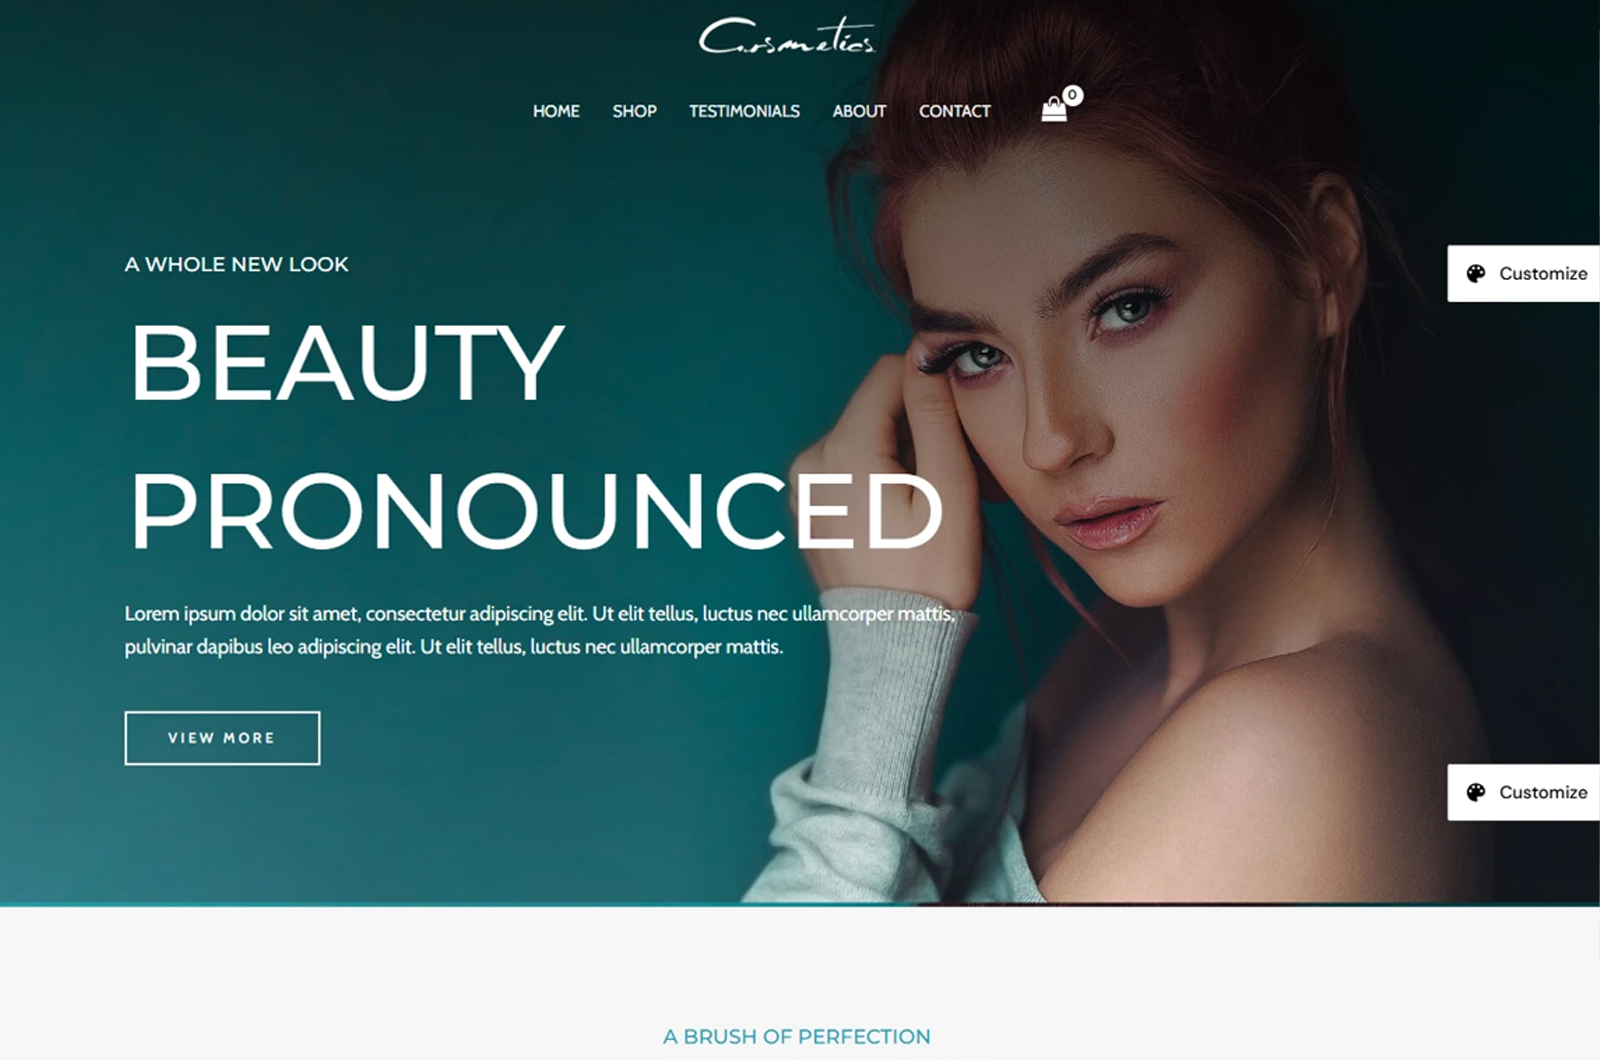 Cosmetics
HOME SHOP TESTIMONIALS ABOUT CONTACT 0
A WHOLE NEW LOOK
Customize
BEAUTY
PRONOUNCED
Lorem ipsum dolor sit amet, consectetur adipiscing elit. Ut elit tellus, luctus nec ullamcorper mattis,
pulvinar dapibus leo adipiscing elit. Ut elit tellus, luctus nec ullamcorper mattis.
VIEW MORE
Customize
A BRUSH OF PERFECTION